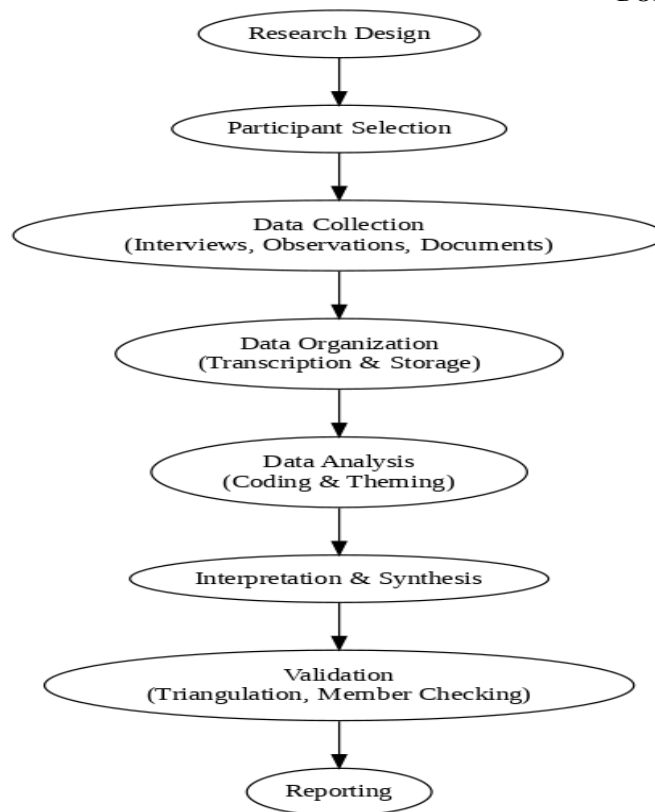 Research Design
Participant Selection
Data Collection
(Interviews, Observations, Documents)
Data Organization
(Transcription & Storage)
Data Analysis
(Coding & Theming)
Interpretation & Synthesis
Validation
(Triangulation, Member Checking)
Reporting